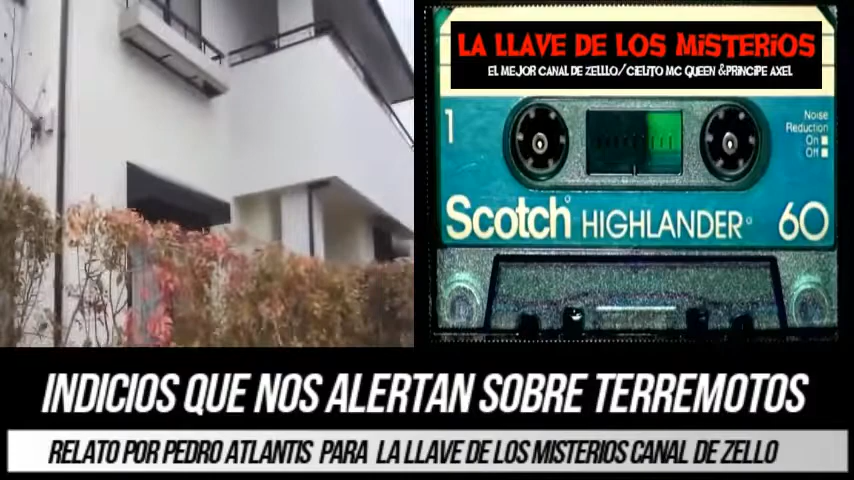 LA LLAVE DE LOS MISTERIOS
EL MEJOR CANAL DE ZELLLO/CIELITO MC QUEEN &PRINCIPE AXEL
1
Noise
Reduction
On
Off
Scotch HIGHLANDER 60
INDICIOS QUE NOS ALERTAN SOBRE TERREMOTOS
RELATO POR PEDRO ATLANTIS PARA LA LLAVE DE LOS MISTERIOS CANAL DE ZELLO